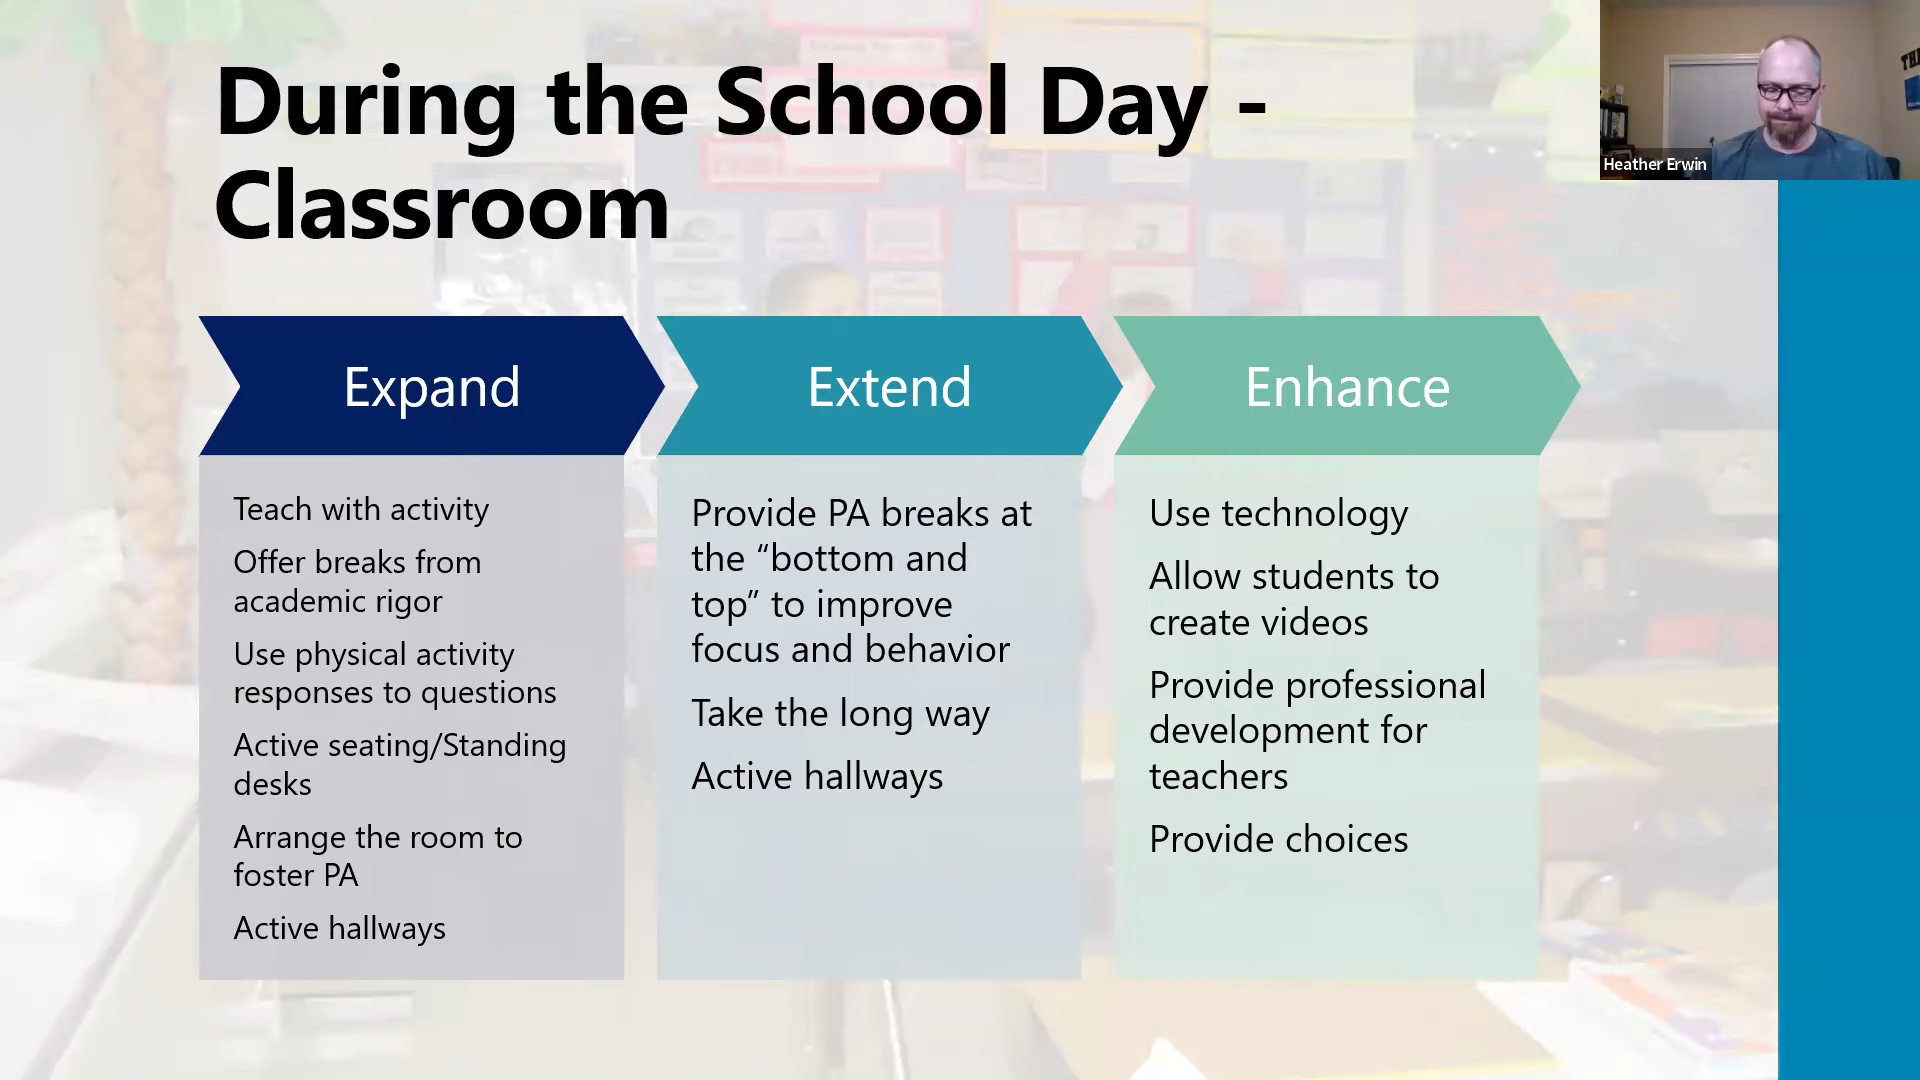 During the School Day -
Classroom
Heather Erwin
Expand
Teach with activity
Offer breaks from
academic rigor
Use physical activity
responses to questions
Active seating/Standing
desks
Arrange the room to
foster PA
Active hallways
Extend
Provide PA breaks at
the “bottom and
top” to improve
focus and behavior
Take the long way
Active hallways
Enhance
Use technology
Allow students to
create videos
Provide professional
development for
teachers
Provide choices